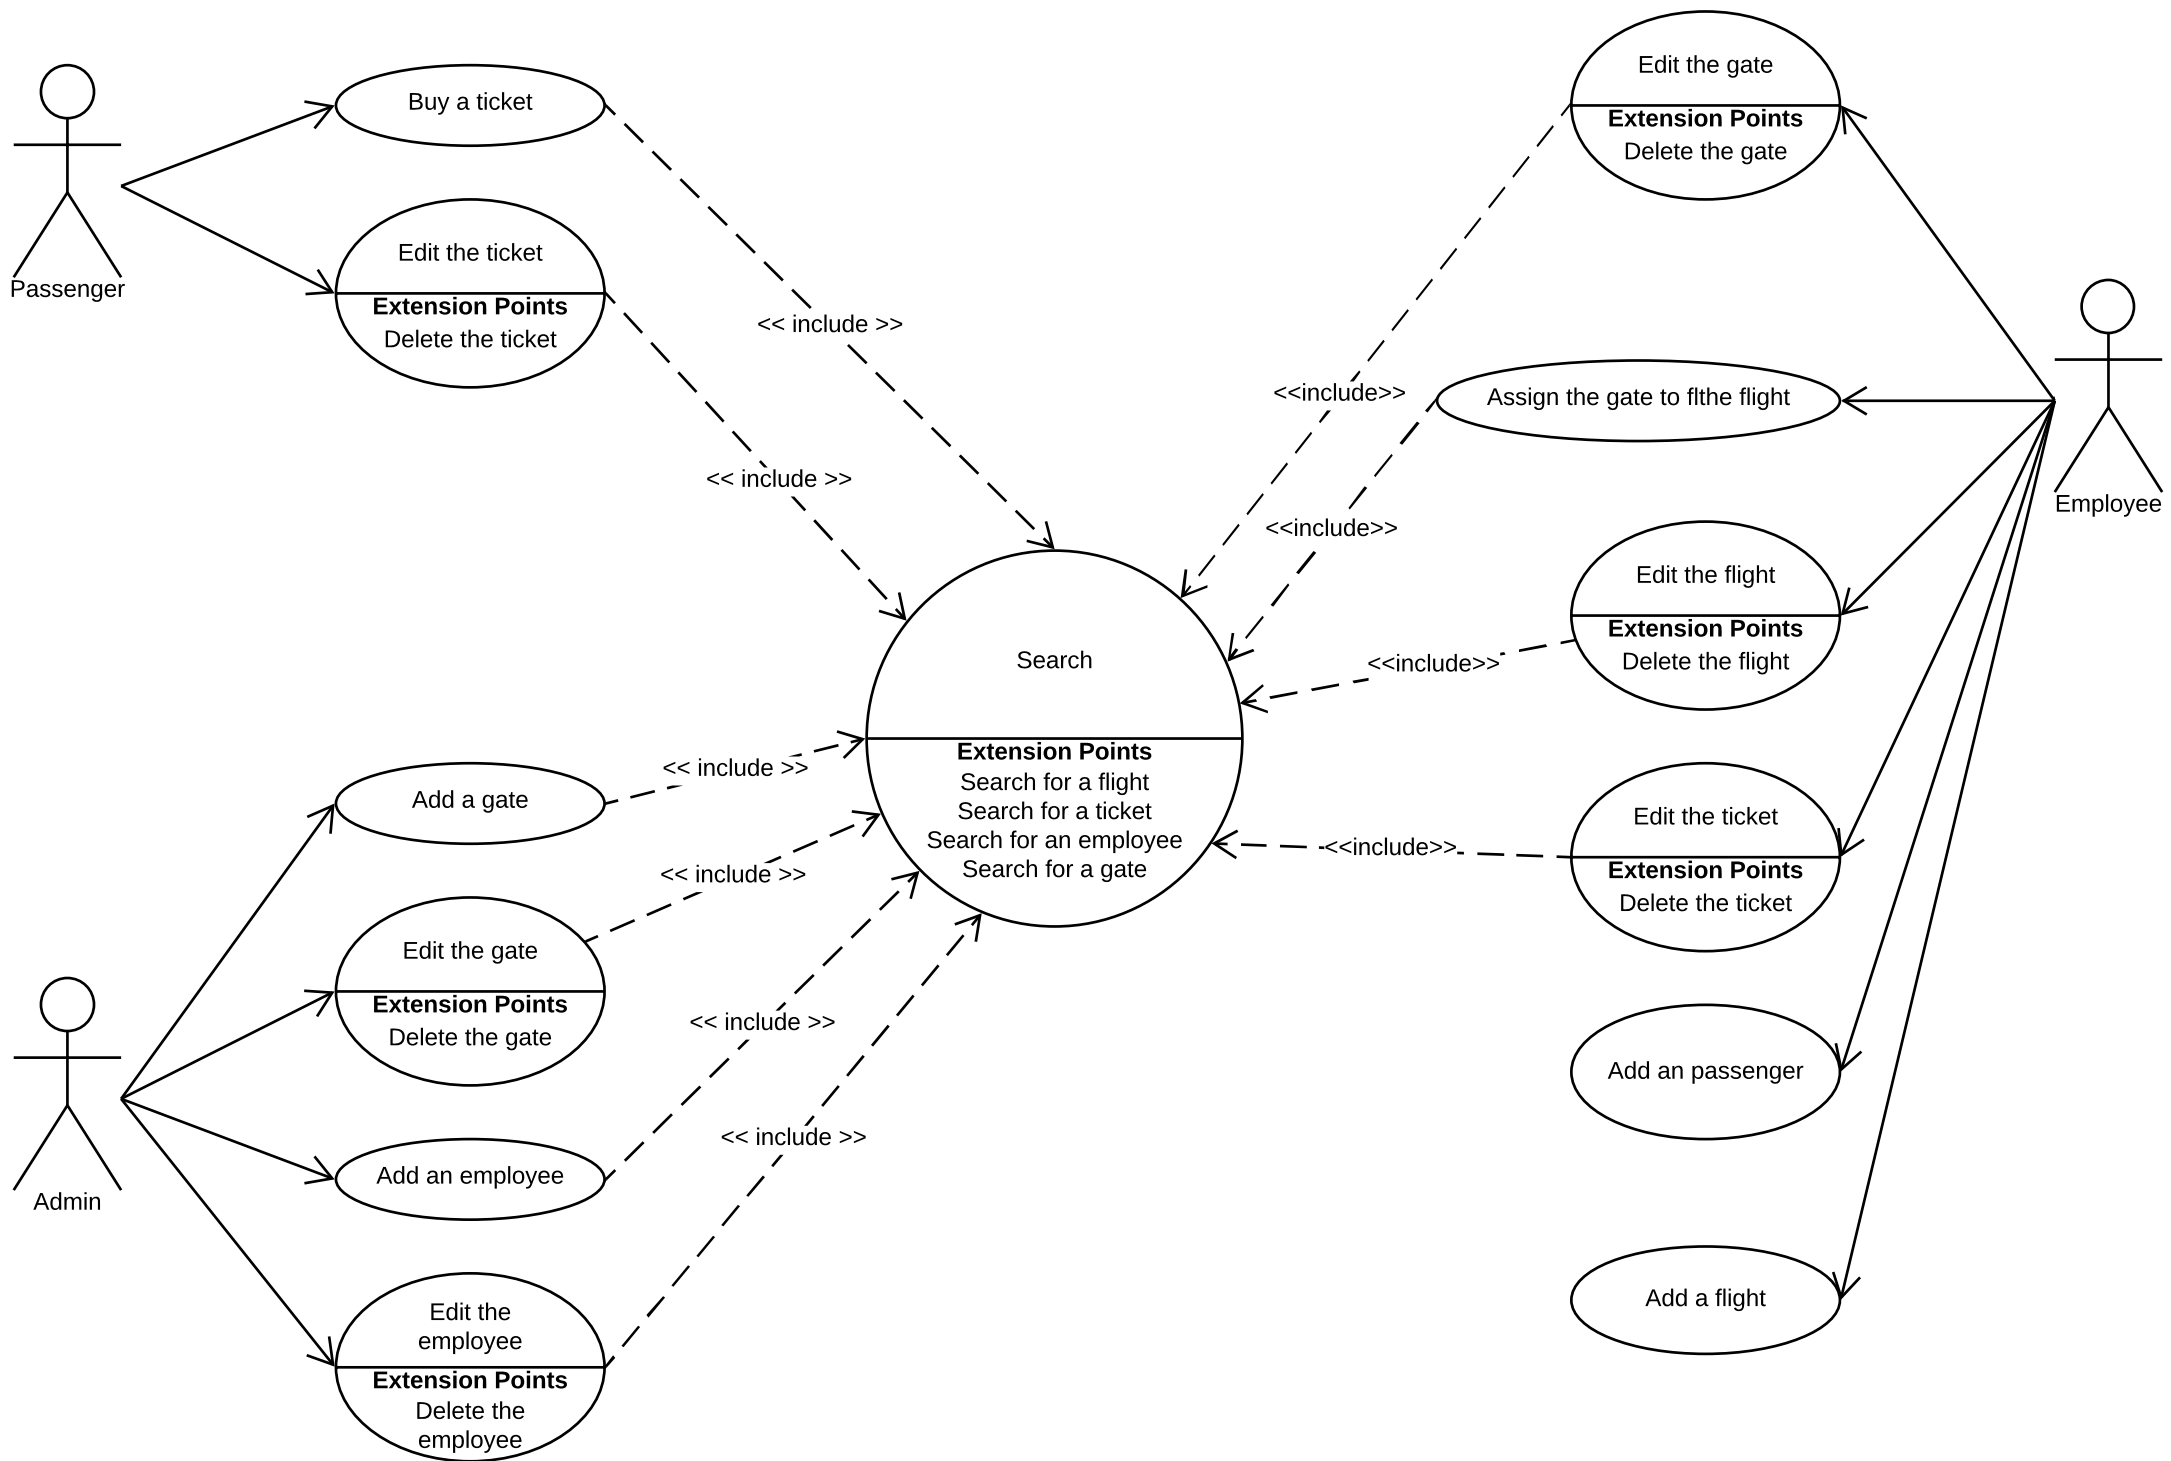 Passenger
Buy a ticket
Edit the ticket
Extension Points
Delete the ticket
<< include >>
<< include >>
Edit the gate
Extension Points
Delete the gate
<<include>>
Assign the gate to flthe flight
<<include>>
Employee
Edit the flight
Extension Points
Delete the flight
<<include>>
Search
Extension Points
Search for a flight
Search for a ticket
Search for an employee
Search for a gate
Add a gate
<< include >>
Edit the gate
Extension Points
Delete the gate
<< include >>
Admin
Add an employee
<< include >>
Edit the
employee
Extension Points
Delete the
employee
<< include >>
<<include>>
Edit the ticket
Extension Points
Delete the ticket
Add an passenger
Add a flight